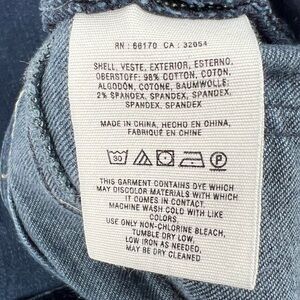 RN : 66170 CA : 32054
SHELL, VESTE, EXTERIOR, ESTERNO,
OBERSTOFF: 98% COTTON, COTON,
ALGODÓN, COTONE, BAUMWOLLE
2% SPANDEX, SPANDEX, SPANDEX,
SPANDEX, SPANDEX
MADE IN CHINA, HECHO EN CHINA,
FABRIQUÉ EN CHINA
30 P
THIS GARMENT CONTAINS DYE WHICH
MAY DISCOLOR MATERIALS WITH WHICH
IT COMES IN CONTACT.
MACHINE WASH COLD WITH LIKE
COLORS.
USE ONLY NON-CHLORINE BLEACH,
TUMBLE DRY LOW,
LOW IRON AS NEEDED,
MAY BE DRY CLEANED